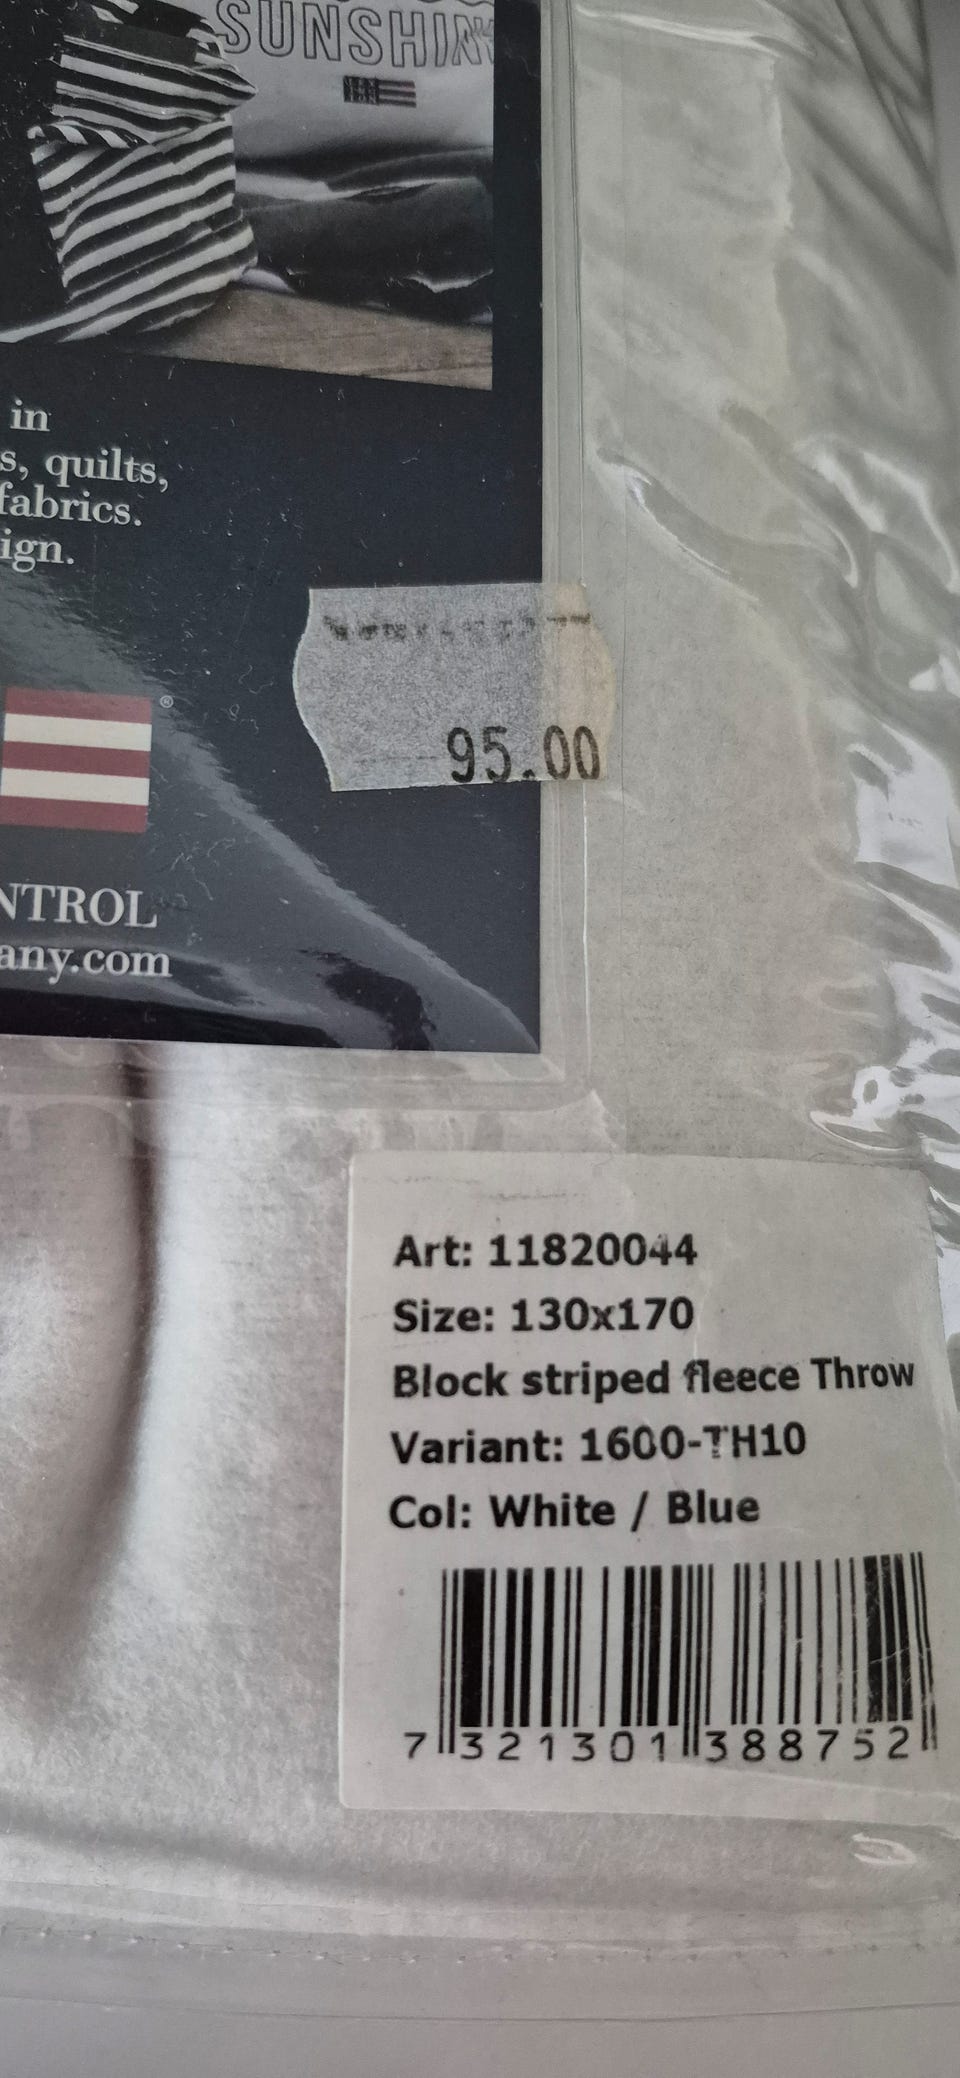 SUNSHIN
in
s, quilts,
fabrics.
ign.
®
95.00
NTROL
any.com
Art: 11820044
Size: 130x170
Block striped fleece Throw
Variant: 1600-TH10
Col: White / Blue
7 321301 388752